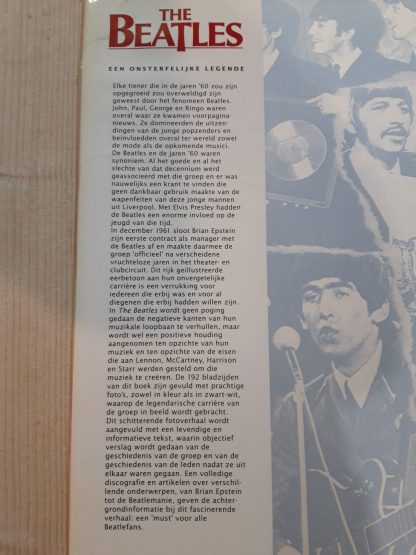 THE
BEATLES
EEN ONSTERFELIJKE LEGENDE
Elke tiener die in de jaren '60 zou zijn
opgegroeid zou overweldigd zijn
geweest door het fenomeen Beatles.
John, Paul, George en Ringo waren
overal waar ze kwamen voorpagina-
nieuws. Ze domineerden de uitzen-
dingen van de jonge popzenders en
beïnvloedden overal ter wereld zowel
de mode als de opkomende musici.
De Beatles en de jaren '60 waren
synoniem. Al het goede en al het
slechte van dat decennium werd
geassocieerd met die groep en er was
nauwelijks een krant te vinden die
geen dankbaar gebruik maakte van de
wapenfeiten van deze jonge mannen
uit Liverpool. Met Elvis Presley hadden
de Beatles een enorme invloed op de
jeugd van die tijd.
In december 1961 sloot Brian Epstein
zijn eerste contract als manager met
de Beatles af en maakte daarmee de
groep 'officieel' na verscheidene
vruchteloze jaren in het theater- en
clubcircuit. Dit rijk geïllustreerde
eerbetoon aan hun onvergetelijke
carrière is een verrukking voor
iedereen die erbij was en voor al
diegenen die erbij hadden willen zijn.
In The Beatles wordt geen poging
gedaan de negatieve kanten van hun
muzikale loopbaan te verhullen, maar
wordt wel een positieve houding
aangenomen ten opzichte van hun
muziek en ten opzichte van de eisen
die aan Lennon, McCartney, Harrison
en Starr werden gesteld om die
muziek te creëren. De 192 bladzijden
van dit boek zijn gevuld met prachtige
foto's, zowel in kleur als in zwart-wit,
waarop de legendarische carrière van
de groep in beeld wordt gebracht.
Dit schitterende fotoverhaal wordt
aangevuld met een levendige en
informatieve tekst, waarin objectief
verslag wordt gedaan van de
geschiedenis van de groep en van de
geschiedenis van de leden nadat ze uit
elkaar waren gegaan. Een volledige
discografie en artikelen over verschil-
lende onderwerpen, van Brian Epstein
tot de Beatlemanie, geven de achter-
grondinformatie bij dit fascinerende
verhaal: een 'must' voor alle
Beatlefans.